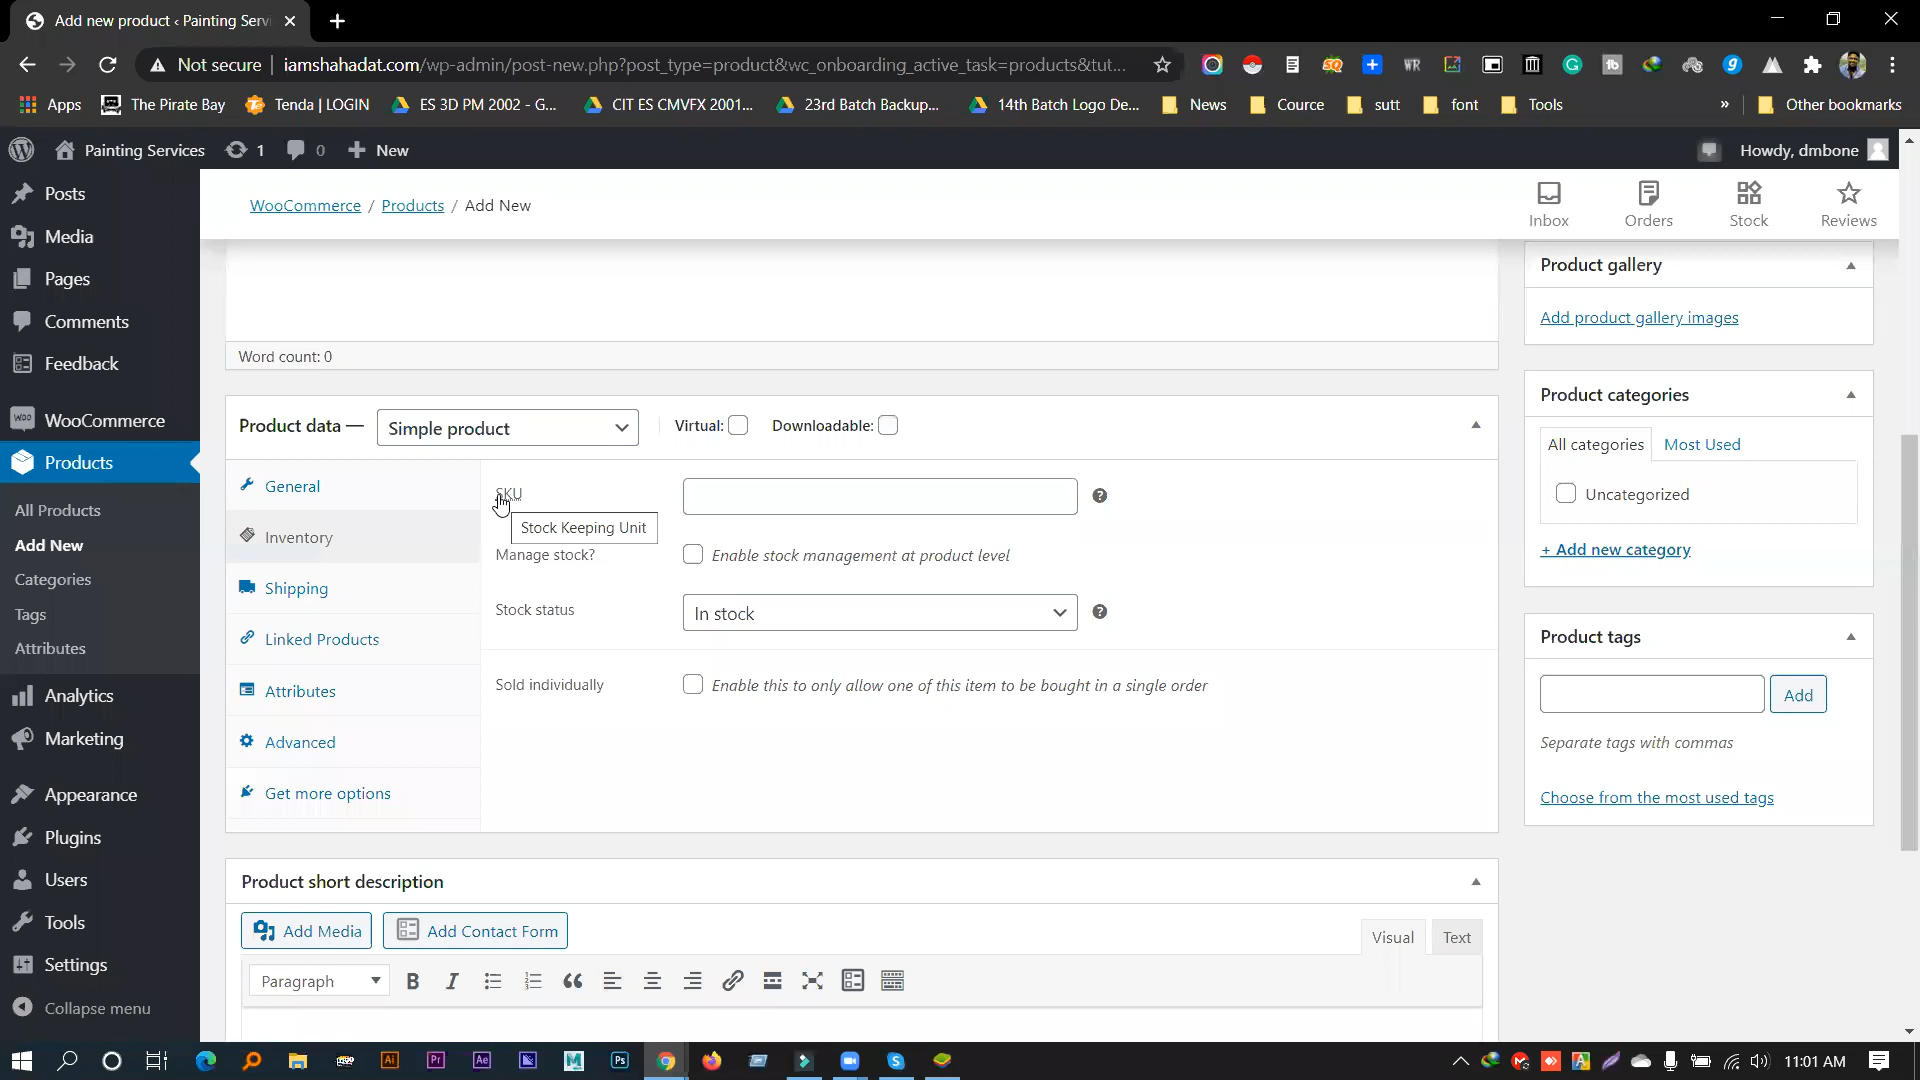 Add new product ‹ Painting Servi
Not secure
iamshahadat.com/wp-admin/post-new.php?post_type=product&wc_onboarding_active_task=products&tut...
Apps
The Pirate Bay
Tenda | LOGIN
ES 3D PM 2002 - G...
CIT ES CMVFX 2001...
23rd Batch Backup...
14th Batch Logo De...
News
Cource
sutt
font
Tools
»
Other bookmarks
Painting Services
1
0
New
Howdy, dmbone
Posts
Media
Pages
Comments
Feedback
WooCommerce
Products
All Products
Add New
Categories
Tags
Attributes
Analytics
Marketing
Appearance
Plugins
Users
Tools
Settings
Collapse menu
WooCommerce / Products / Add New
Inbox
Orders
Stock
Reviews
Word count: 0
Product data —
Simple product
Virtual:
Downloadable:
General
Inventory
Shipping
Linked Products
Attributes
Advanced
Get more options
SKU
Stock Keeping Unit
Manage stock?
Enable stock management at product level
Stock status
In stock
Sold individually
Enable this to only allow one of this item to be bought in a single order
Product short description
Add Media
Add Contact Form
Visual
Text
Paragraph
B
I
Product gallery
Add product gallery images
Product categories
All categories
Most Used
Uncategorized
+ Add new category
Product tags
Add
Separate tags with commas
Choose from the most used tags
Ai
Pr
Ae
Ps
11:01 AM